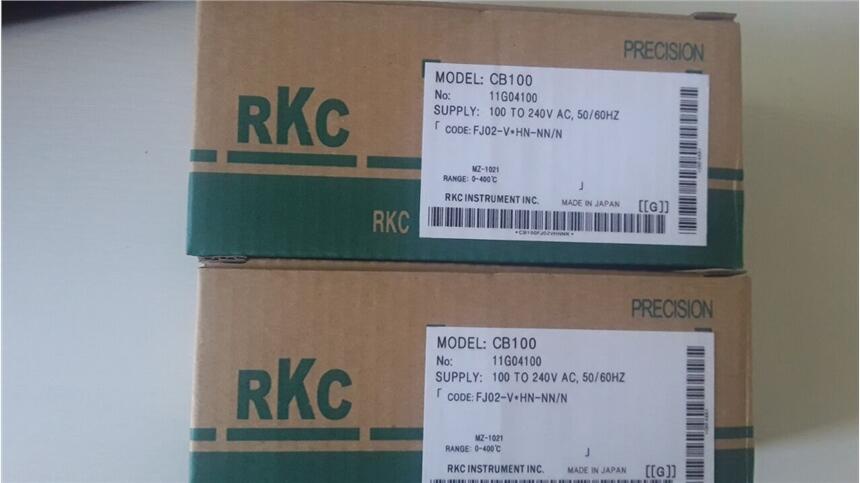 PRECISION
MODEL: CB100
No: 11G04100
SUPPLY: 100 TO 240V AC, 50/60HZ
「 CODE: FJ02-V*HN-NN/N
MZ-1021
RANGE: 0-400℃
」
RKC INSTRUMENT INC. MADE IN JAPAN [[G]]
RKC
RKC
PRECISION
MODEL: CB100
No: 11G04100
SUPPLY: 100 TO 240V AC, 50/60HZ
「 CODE: FJ02-V*HN-NN/N
MZ-1021
RANGE: 0-400℃
」
RKC INSTRUMENT INC. MADE IN JAPAN [[G]]
RKC